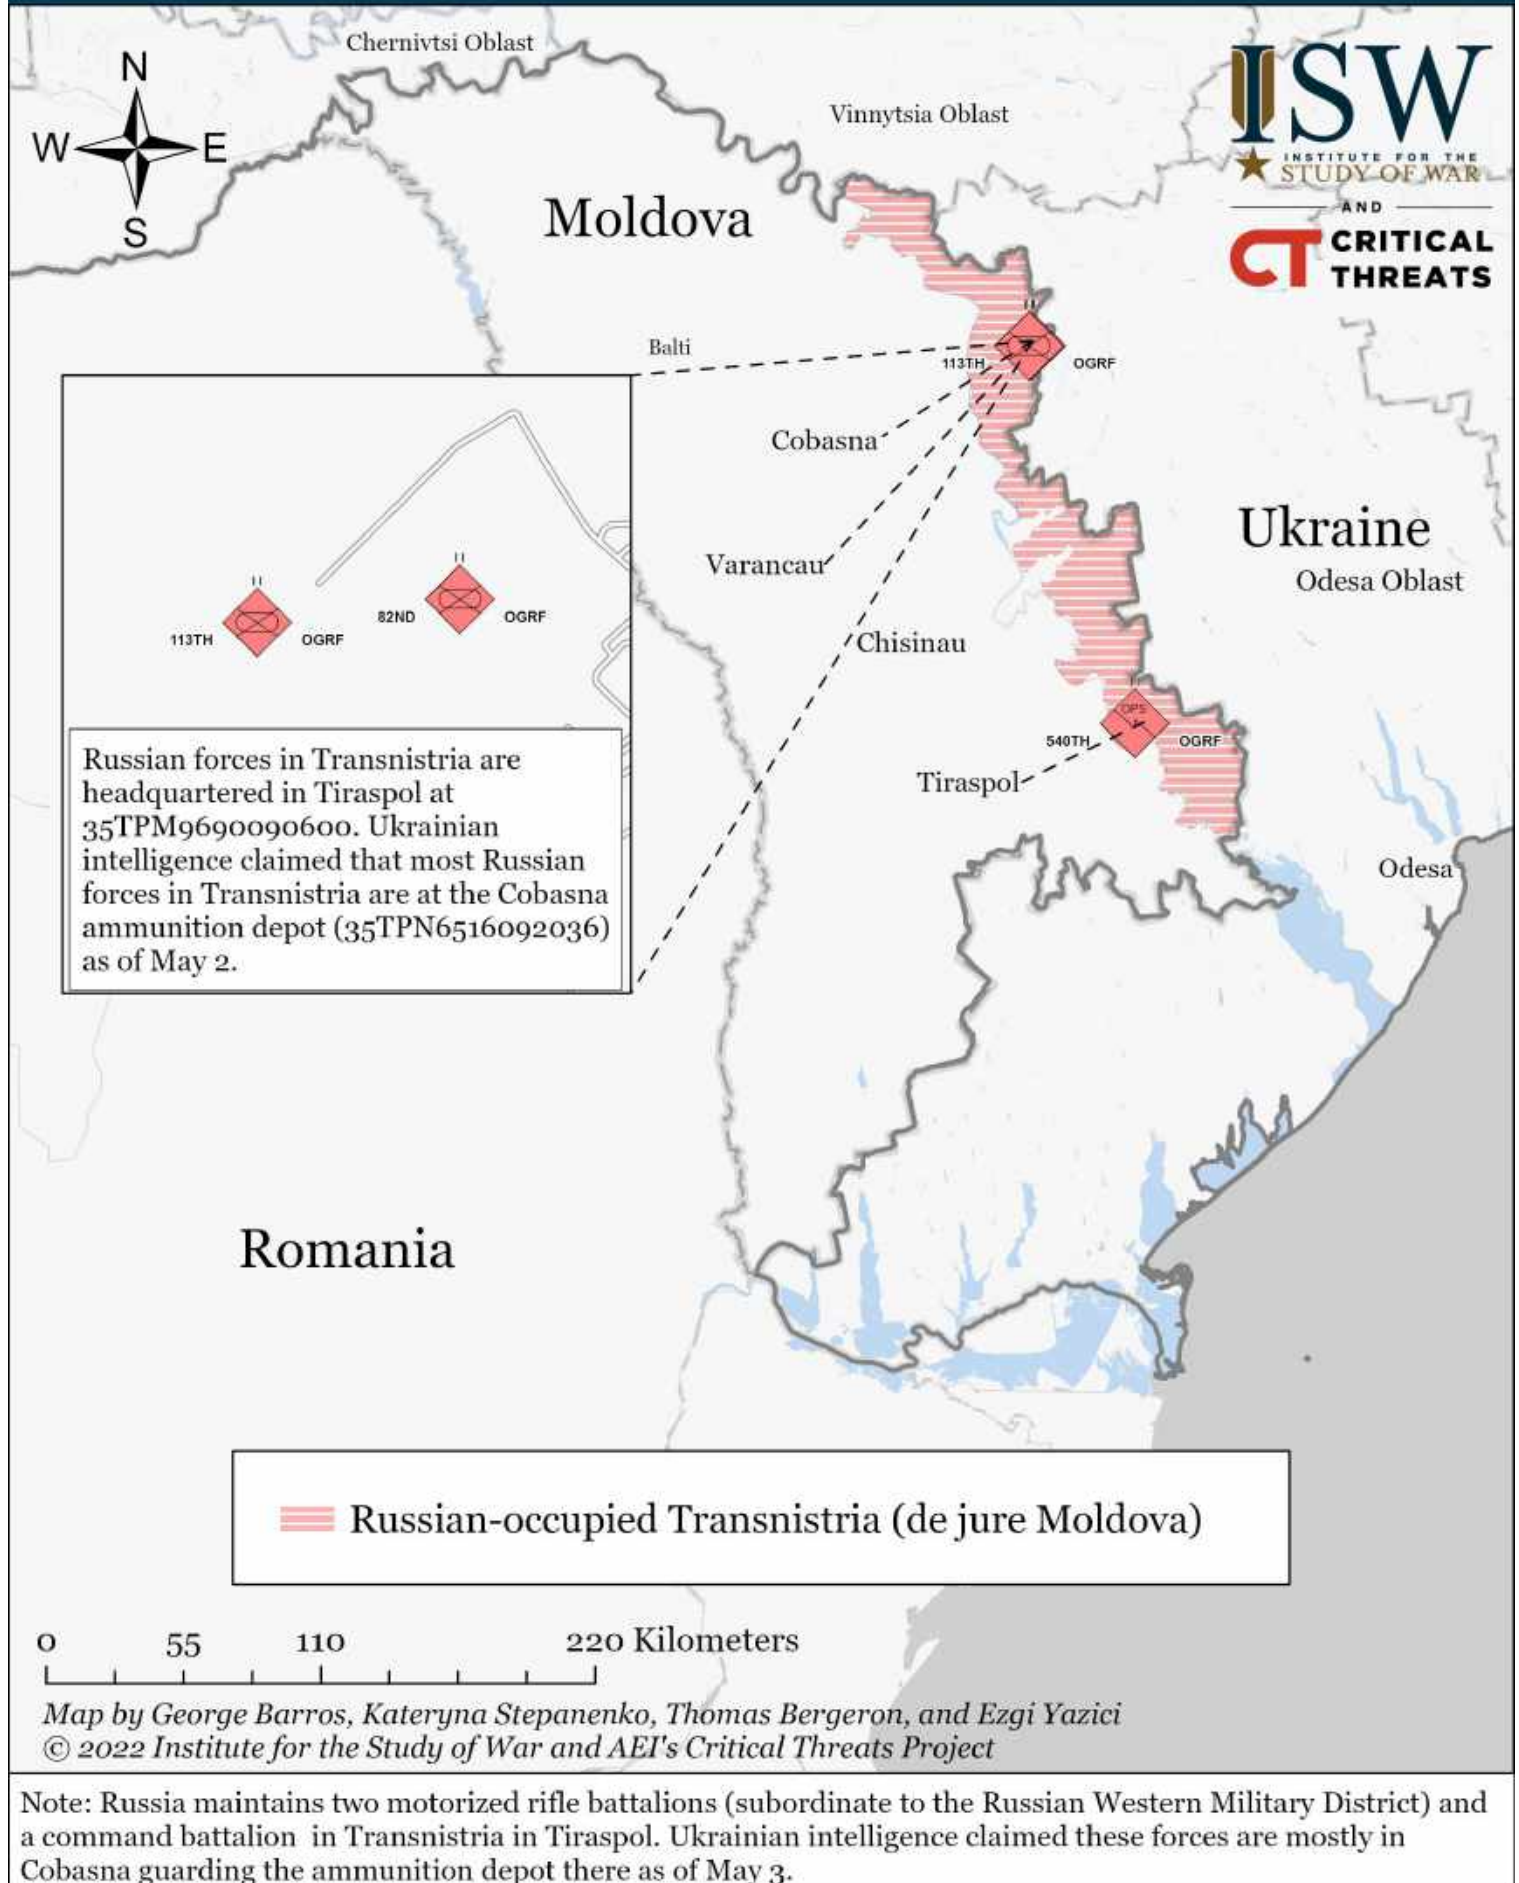 Chernivtsi Oblast
Vinnytsia Oblast
N
W
E
S
ISW
INSTITUTE FOR THE
STUDY OF WAR
AND
CT CRITICAL
THREATS
Moldova
Balti
113TH
OGRF
Cobasna
Varancau
Ukraine
Odesa Oblast
Chisinau
113TH
OGRF
82ND
OGRF
OPS
540TH
OGRF
Tiraspol
Russian forces in Transnistria are
headquartered in Tiraspol at
35TPM9690090600. Ukrainian
intelligence claimed that most Russian
forces in Transnistria are at the Cobasna
ammunition depot (35TPN6516092036)
as of May 2.
Odesa
Romania
Russian-occupied Transnistria (de jure Moldova)
0 55 110 220 Kilometers
Map by George Barros, Kateryna Stepanenko, Thomas Bergeron, and Ezgi Yazici
© 2022 Institute for the Study of War and AEI's Critical Threats Project
Note: Russia maintains two motorized rifle battalions (subordinate to the Russian Western Military District) and
a command battalion in Transnistria in Tiraspol. Ukrainian intelligence claimed these forces are mostly in
Cobasna guarding the ammunition depot there as of May 3.